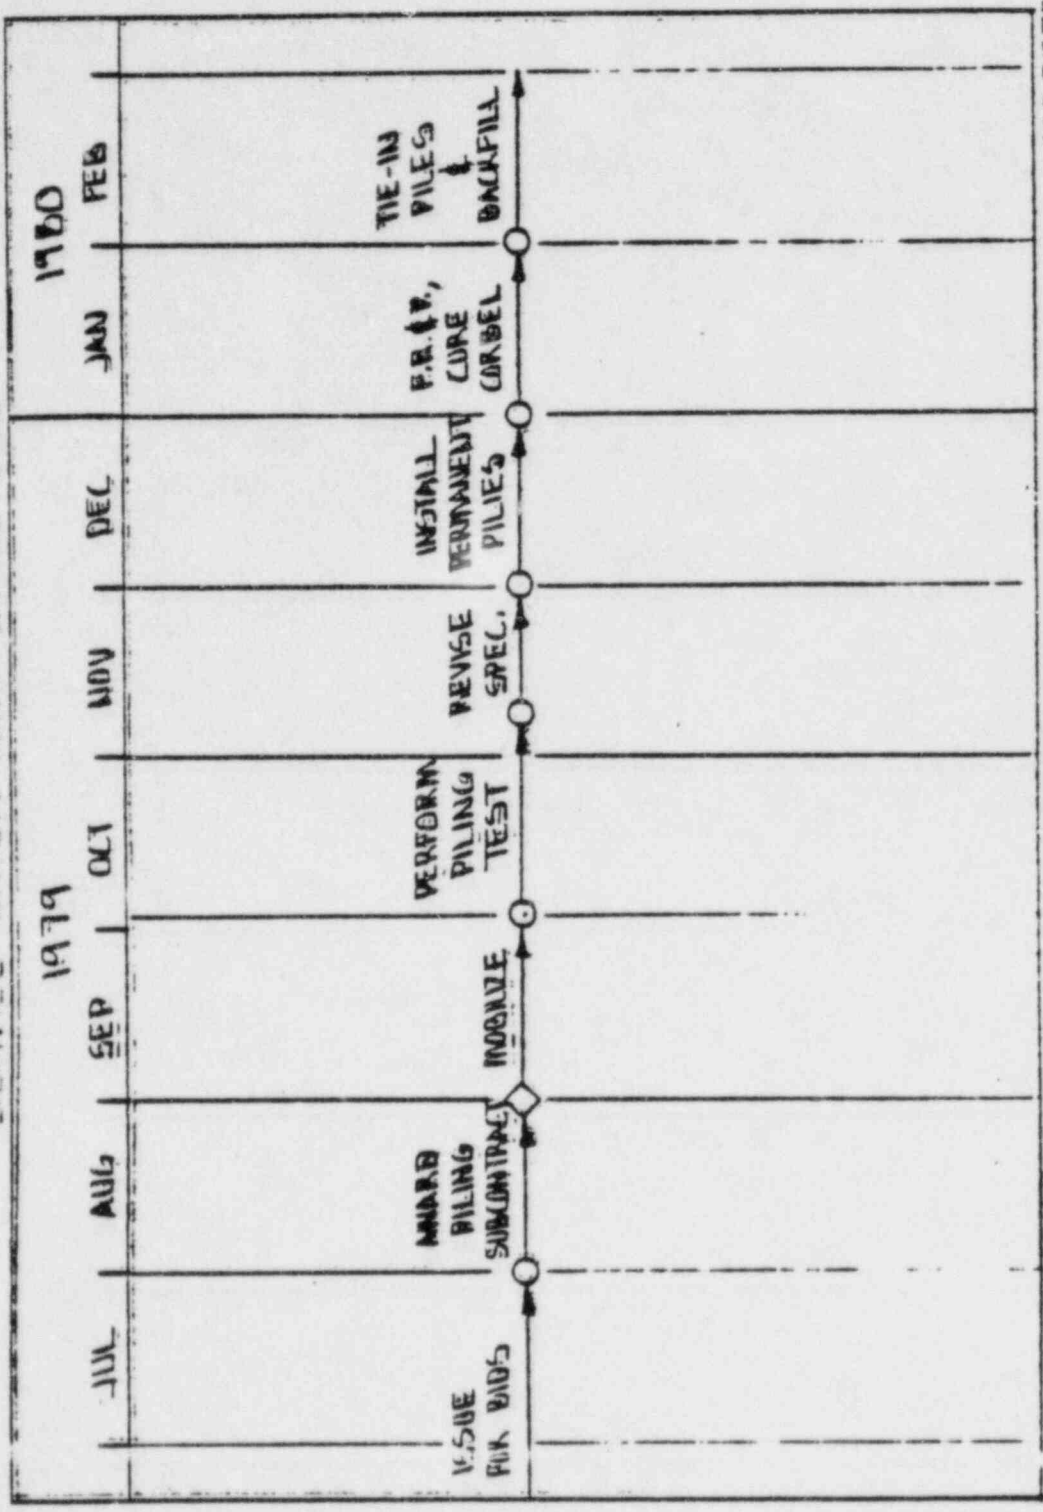 1979
1980
JUL
AUG
SEP
OCT
NOV
DEC
JAN
FEB
ISSUE
FOR BIDS
AWARD
PILING
SUBCONTRACT
MOBILIZE
PERFORM
PILING
TEST
REVISE
SPEC.
INSTALL
PERMANENT
PILIES
F.R.&P.,
CURE
CORBEL
TIE-IN
PILES
&
BACKFILL